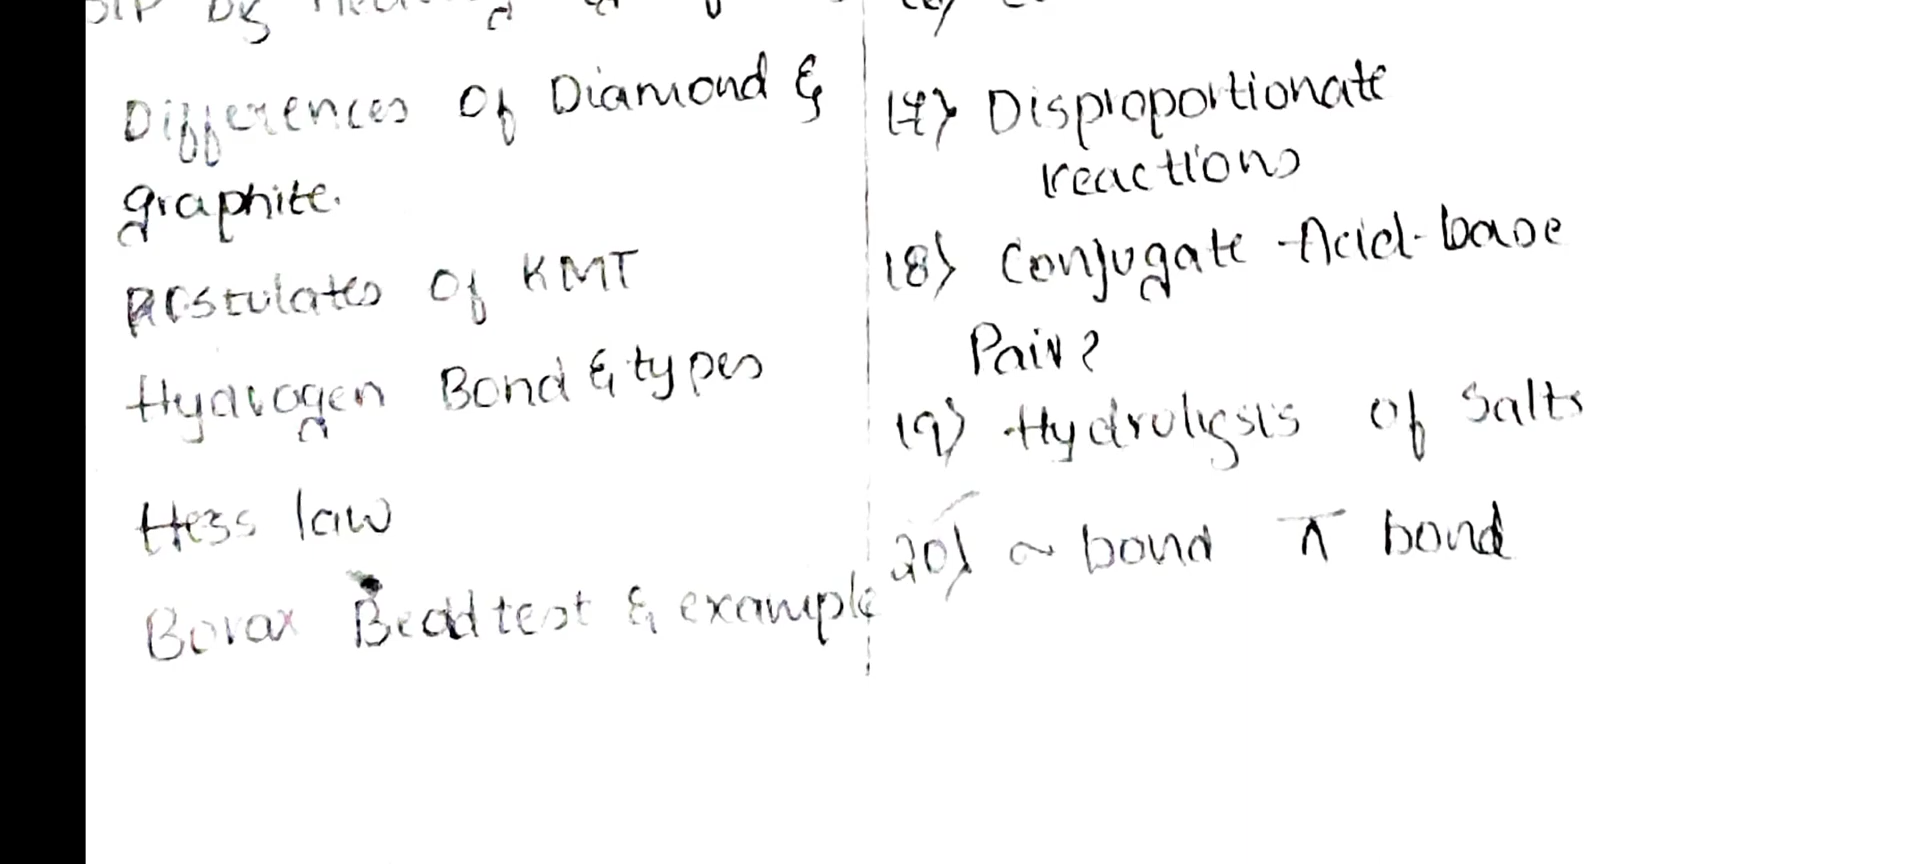 by
Differences of Diamond &
graphite.
Postulates of KMT
Hydrogen Bond & types
Hess law
Borax Bead test & example
17) Disproportionate
reactions
18) Conjugate Acid-base
Pair?
19) Hydrolysis of Salts
20) ~ bond π bond